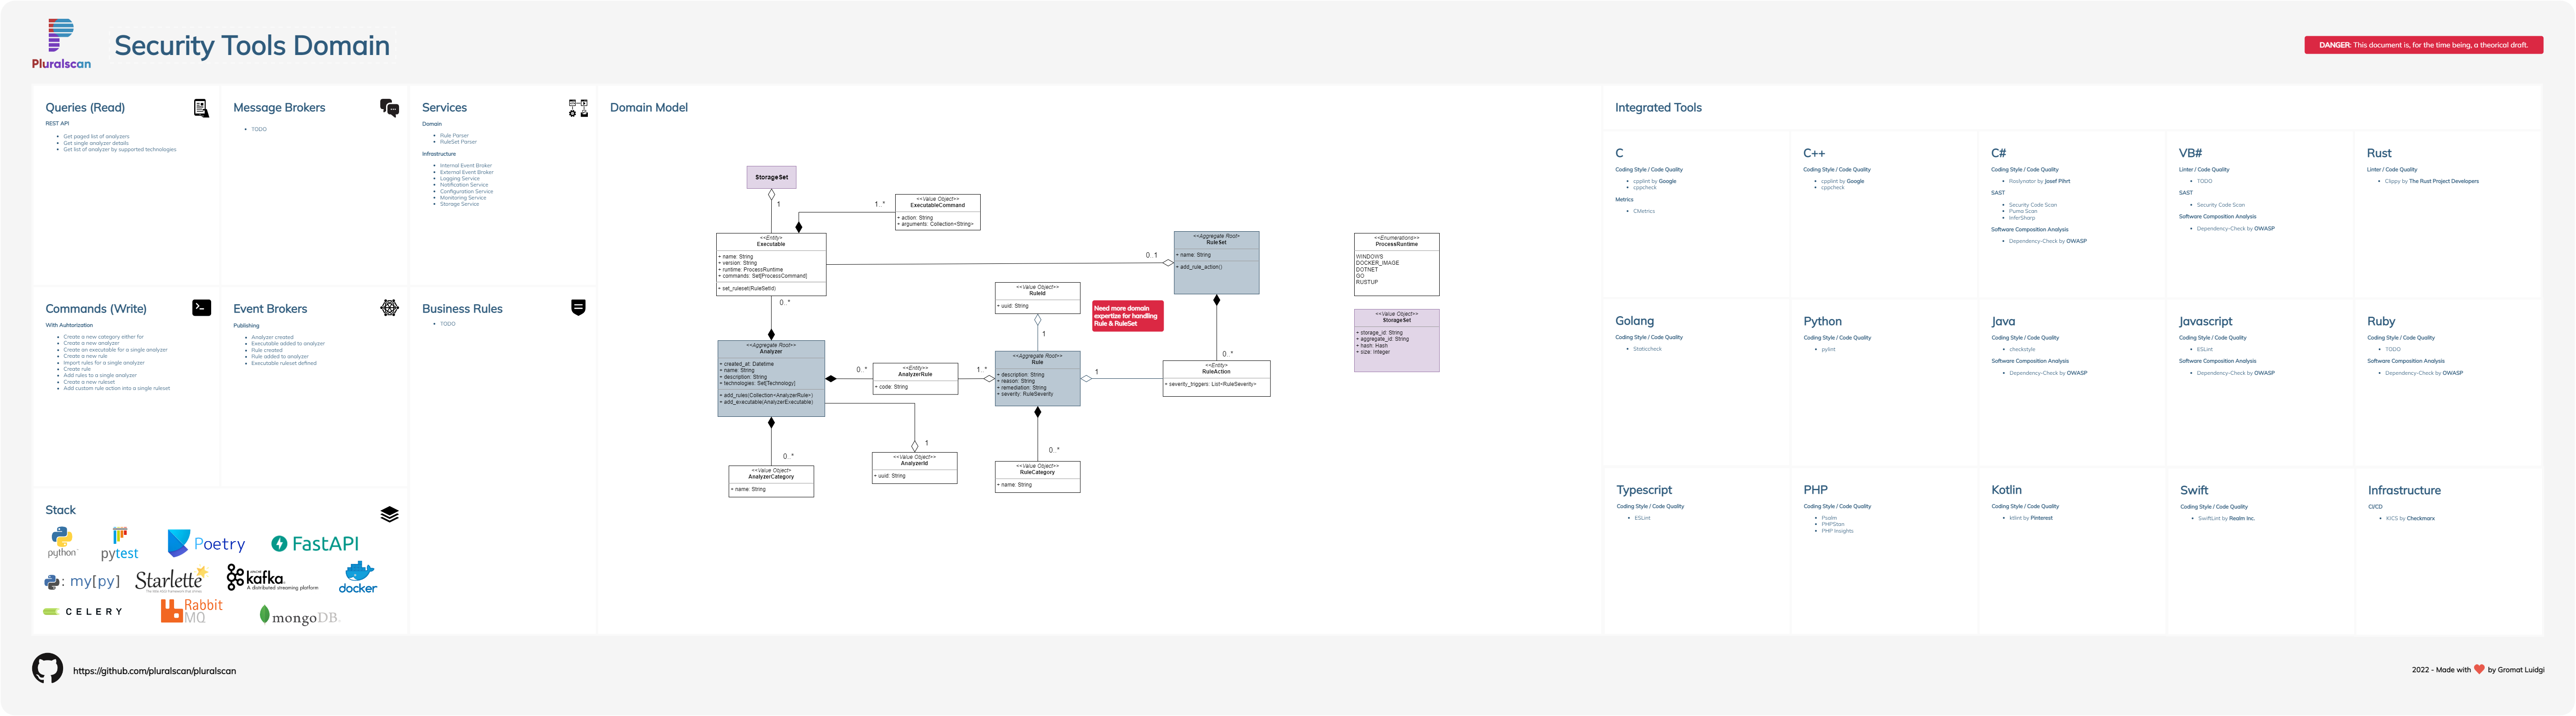 Pluralscan
Security Tools Domain
DANGER: This document is, for the time being, a theorical draft.
Queries (Read)
REST API
Get paged list of analyzers
Get single analyzer details
Get list of analyzer by supported technologies
Message Brokers
TODO
Services
Domain
Rule Parser
RuleSet Parser
Infrastructure
Internal Event Broker
External Event Broker
Logging Service
Notification Service
Configuration Service
Monitoring Service
Storage Service
Commands (Write)
With Auhtorization
Create a new category either for
Create a new analyzer
Create an executable for a single analyzer
Create a new rule
Import rules for a single analyzer
Create rule
Add rules to a single analyzer
Create a new ruleset
Add custom rule action into a single ruleset
Event Brokers
Publishing
Analyzer created
Executable added to analyzer
Rule created
Rule added to analyzer
Executable ruleset defined
Business Rules
TODO
Stack
python
pytest
Poetry
FastAPI
: my[py]
Starlette
kafka
A distributed streaming platform
docker
CELERY
Rabbit
MQ
mongoDB
Domain Model
StorageSet
1
1..*
<<Value Object>>
ExecutableCommand
+ action: String
+ arguments: Collection<String>
<<Entity>>
Executable
+ name: String
+ version: String
+ runtime: ProcessRuntime
+ commands: Set[ProcessCommand]
+ set_ruleset(RuleSetId)
0..1
<<Aggregate Root>>
RuleSet
+ name: String
+ add_rule_action()
0..*
<<Value Object>>
RuleId
+ uuid: String
1
Need more domain
expertize for handling
Rule & RuleSet
<<Aggregate Root>>
Analyzer
+ created_at: Datetime
+ name: String
+ description: String
+ technologies: Set[Technology]
+ add_rules(Collection<AnalyzerRule>)
+ add_executable(AnalyzerExecutable)
0..*
<<Entity>>
AnalyzerRule
+ code: String
1..*
<<Aggregate Root>>
Rule
+ description: String
+ reason: String
+ remediation: String
+ severity: RuleSeverity
1
0..*
<<Entity>>
RuleAction
+ severity_triggers: List<RuleSeverity>
1
<<Value Object>>
AnalyzerId
+ uuid: String
0..*
<<Value Object>
AnalyzerCategory
+ name: String
0..*
<<Value Object>>
RuleCategory
+ name: String
<<Enumerations>
ProcessRuntime
WINDOWS
DOCKER_IMAGE
DOTNET
GO
RUSTUP
<<Value Object>>
StorageSet
+ storage_id: String
+ aggregate_id: String
+ hash: Hash
+ size: Integer
Integrated Tools
C
Coding Style / Code Quality
cpplint by Google
cppcheck
Metrics
CMetrics
C++
Coding Style / Code Quality
cpplint by Google
cppcheck
C#
Coding Style / Code Quality
Roslynator by Josef Pihrt
SAST
Security Code Scan
Puma Scan
InferSharp
Software Composition Analysis
Dependency-Check by OWASP
VB#
Linter / Code Quality
TODO
SAST
Security Code Scan
Software Composition Analysis
Dependency-Check by OWASP
Rust
Linter / Code Quality
Clippy by The Rust Project Developers
Golang
Coding Style / Code Quality
Staticcheck
Python
Coding Style / Code Quality
pylint
Java
Coding Style / Code Quality
checkstyle
Software Composition Analysis
Dependency-Check by OWASP
Javascript
Coding Style / Code Quality
ESLint
Software Composition Analysis
Dependency-Check by OWASP
Ruby
Coding Style / Code Quality
TODO
Software Composition Analysis
Dependency-Check by OWASP
Typescript
Coding Style / Code Quality
ESLint
PHP
Coding Style / Code Quality
Psalm
PHPStan
PHP Insights
Kotlin
Coding Style / Code Quality
ktlint by Pinterest
Swift
Coding Style / Code Quality
SwiftLint by Realm Inc.
Infrastructure
CI/CD
KICS by Checkmarx
https://github.com/pluralscan/pluralscan
2022 - Made with ❤ by Gromat Luidgi